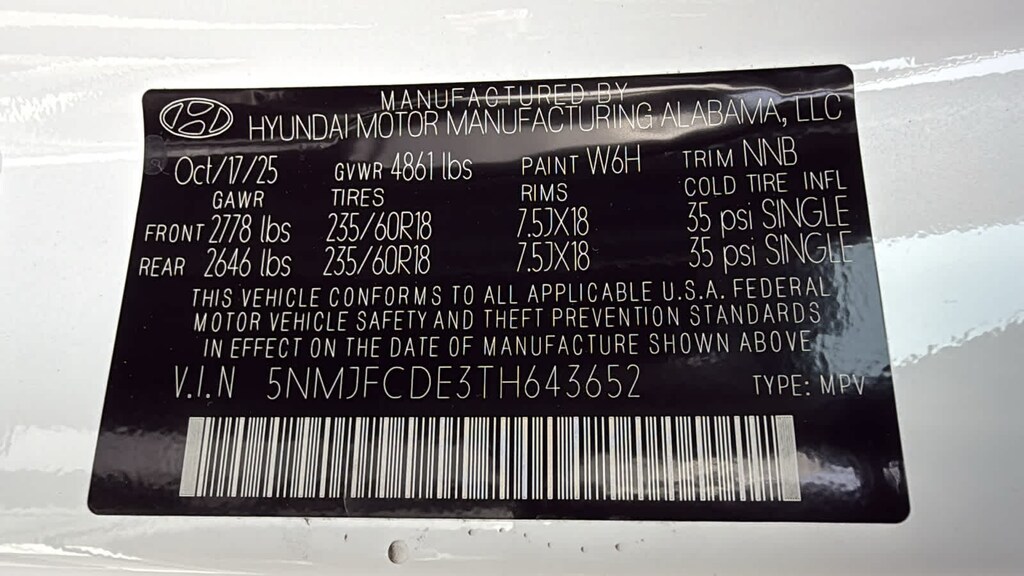 MANUFACTURED BY
HYUNDAI MOTOR MANUFACTURING ALABAMA, LLC
Oct/17/25 GVWR 4861 lbs PAINT W6H TRIM NNB
GAWR TIRES RIMS COLD TIRE INFL
FRONT 2778 lbs 235/60R18 7.5JX18 35 psi SINGLE
REAR 2646 lbs 235/60R18 7.5JX18 35 psi SINGLE
THIS VEHICLE CONFORMS TO ALL APPLICABLE U.S.A. FEDERAL
MOTOR VEHICLE SAFETY AND THEFT PREVENTION STANDARDS
IN EFFECT ON THE DATE OF MANUFACTURE SHOWN ABOVE
V.I.N 5NMJFCDE3TH643652 TYPE: MPV